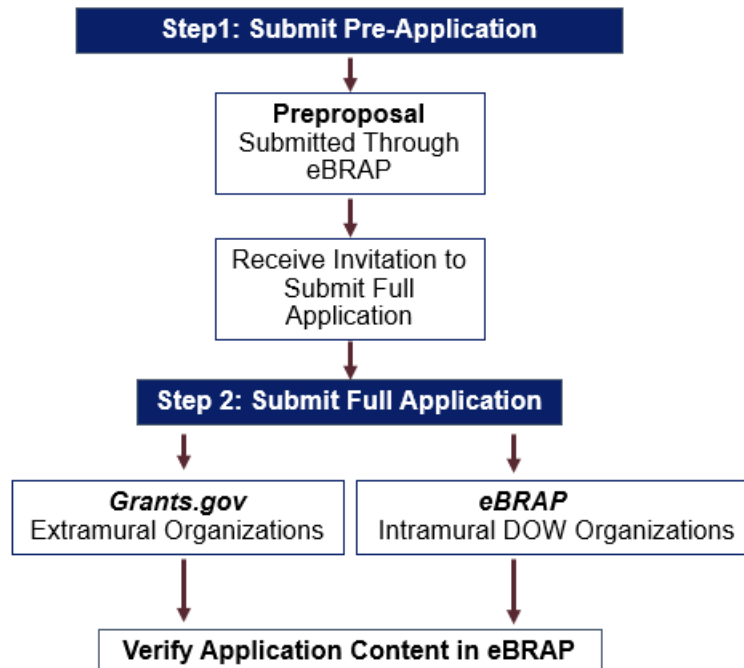 Step1: Submit Pre-Application
Preproposal
Submitted Through
eBRAP
Receive Invitation to
Submit Full
Application
Step 2: Submit Full Application
Grants.gov
Extramural Organizations
eBRAP
Intramural DOW Organizations
Verify Application Content in eBRAP